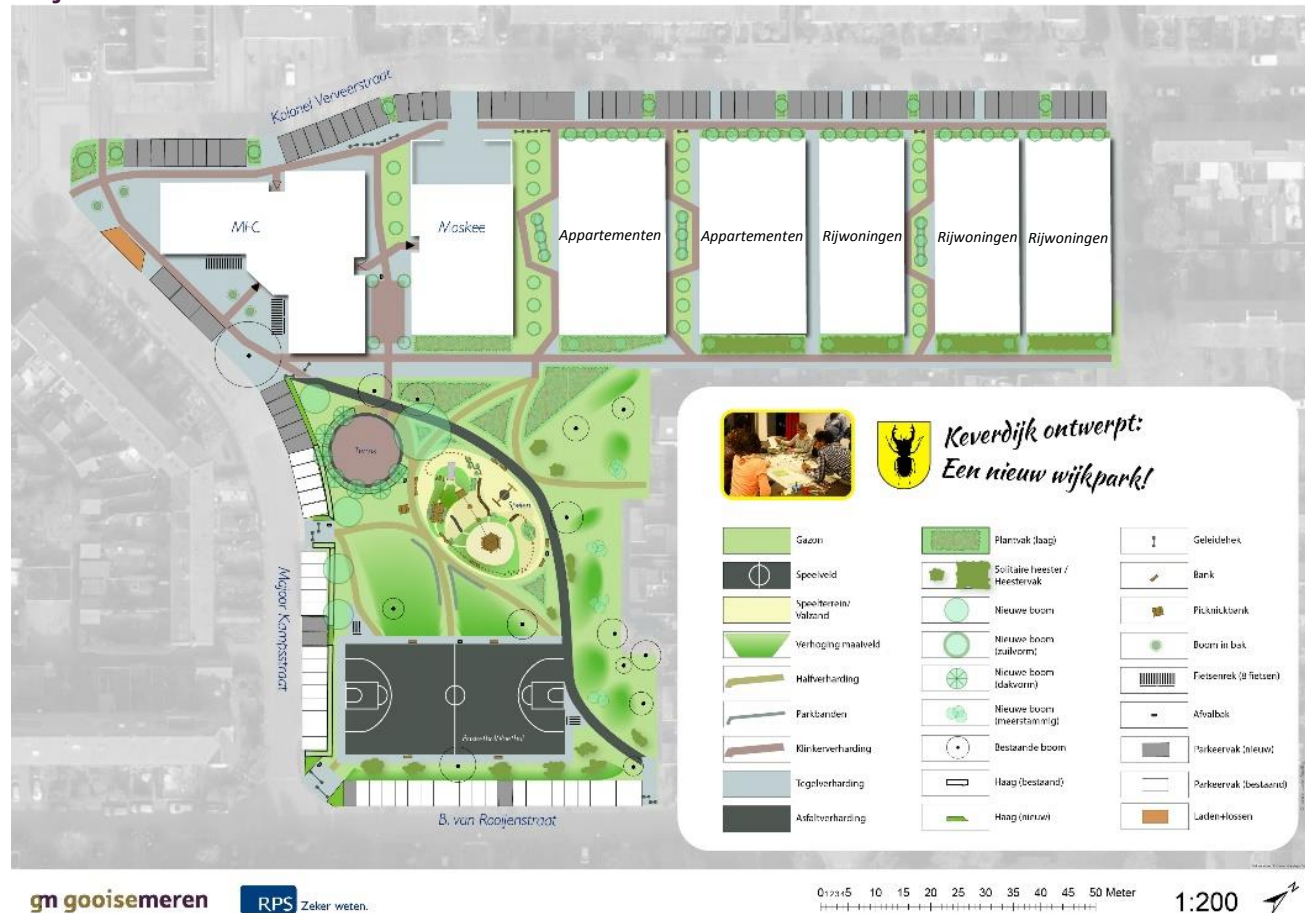 Kolonel Verveerstraat
MFC
Moskee
Appartementen
Appartementen
Rijwoningen
Rijwoningen
Rijwoningen
Terras
Spelen
Majoor Kampsstraat
B. van Rooijenstraat
Keverdijk ontwerpt:
Een nieuw wijkpark!
Gazon
Speelveld
Speelterrein/
Valzand
Verhoging maaiveld
Halfverharding
Parkbanden
Klinkerverharding
Tegelverharding
Asfaltverharding
Plantvak (laag)
Solitaire heester /
Heestervak
Nieuwe boom
Nieuwe boom
(zuilvorm)
Nieuwe boom
(dakvorm)
Nieuwe boom
(meerstammig)
Bestaande boom
Haag (bestaand)
Haag (nieuw)
Geleidehek
Bank
Picknickbank
Boom in bak
Fietsenrek (8 fietsen)
Afvalbak
Parkeervak (nieuw)
Parkeervak (bestaand)
Laden+lossen
gm gooisemeren
RPS Zeker weten.
0 1 2 3 4 5 10 15 20 25 30 35 40 45 50 Meter
1:200
N